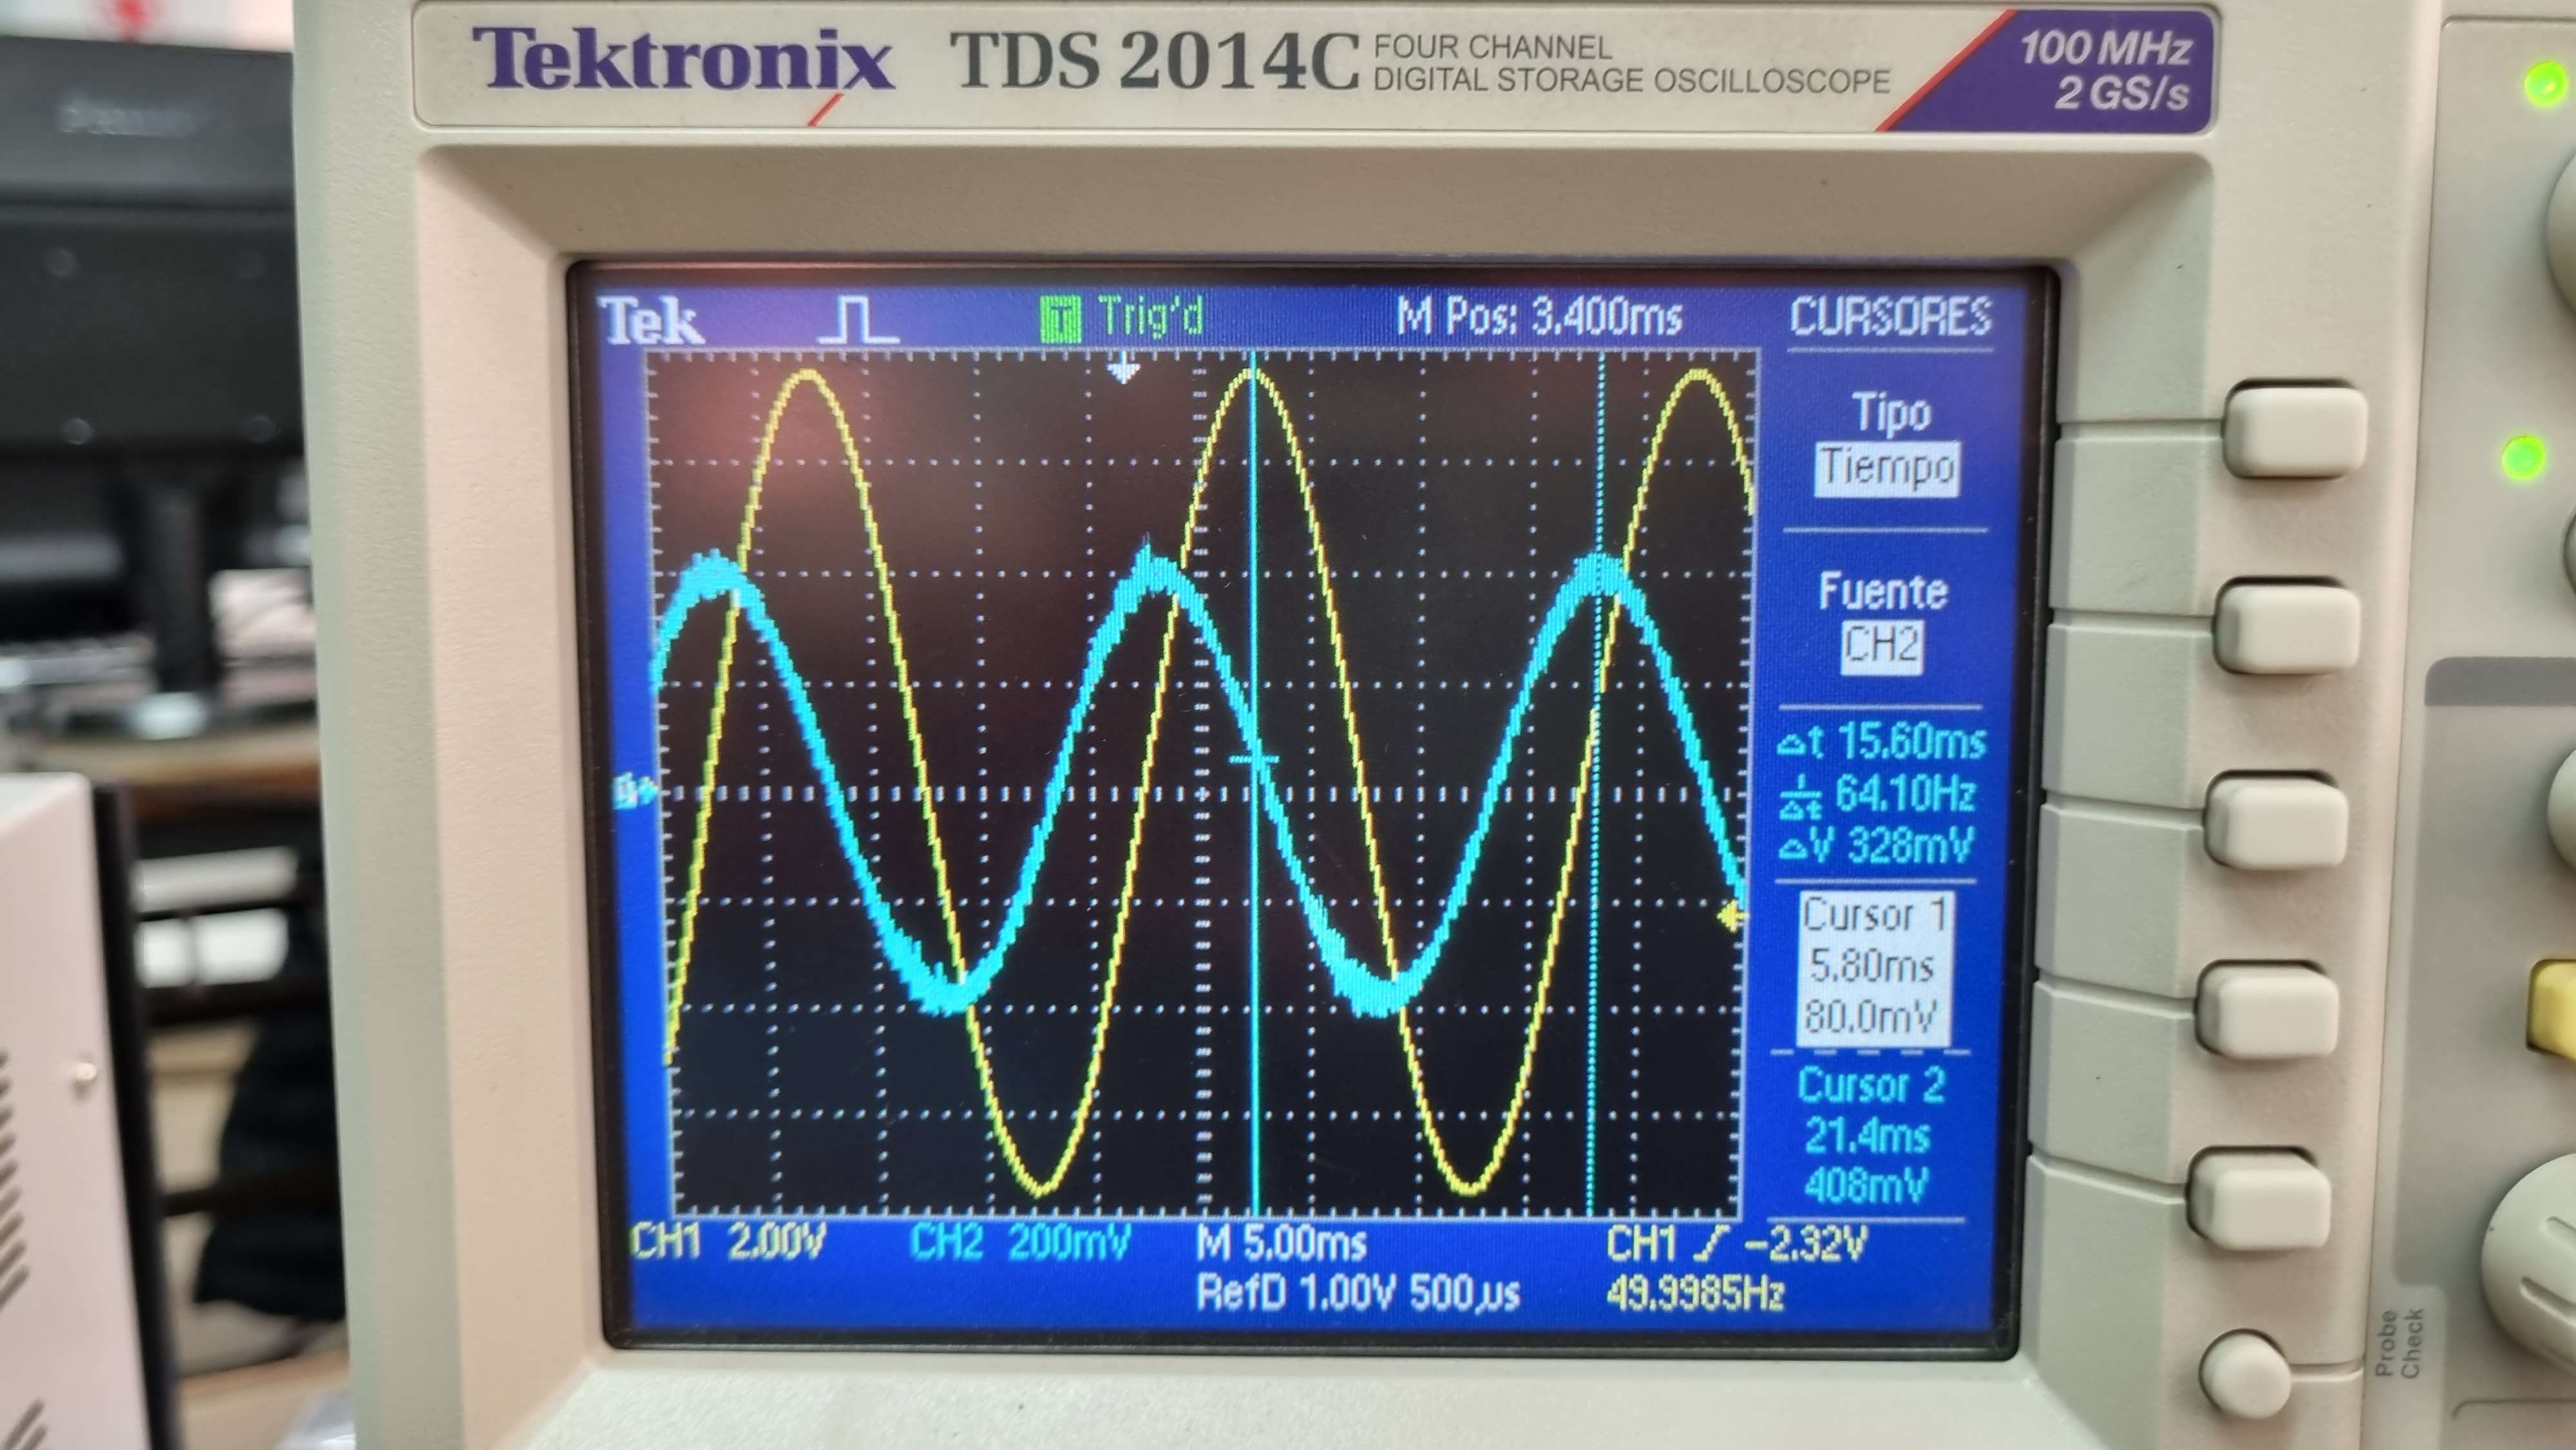 Tektronix TDS 2014C FOUR CHANNEL
DIGITAL STORAGE OSCILLOSCOPE
100 MHz
2 GS/s
Tek T Trig'd M Pos: 3.400ms CURSORES
Tipo
Tiempo
Fuente
CH2
Δt 15.60ms
1/Δt 64.10Hz
ΔV 328mV
Cursor 1
5.80ms
80.0mV
Cursor 2
21.4ms
408mV
CH1 2.00V CH2 200mV M 5.00ms CH1 -2.32V
RefD 1.00V 500µs 49.9985Hz
Probe
Check